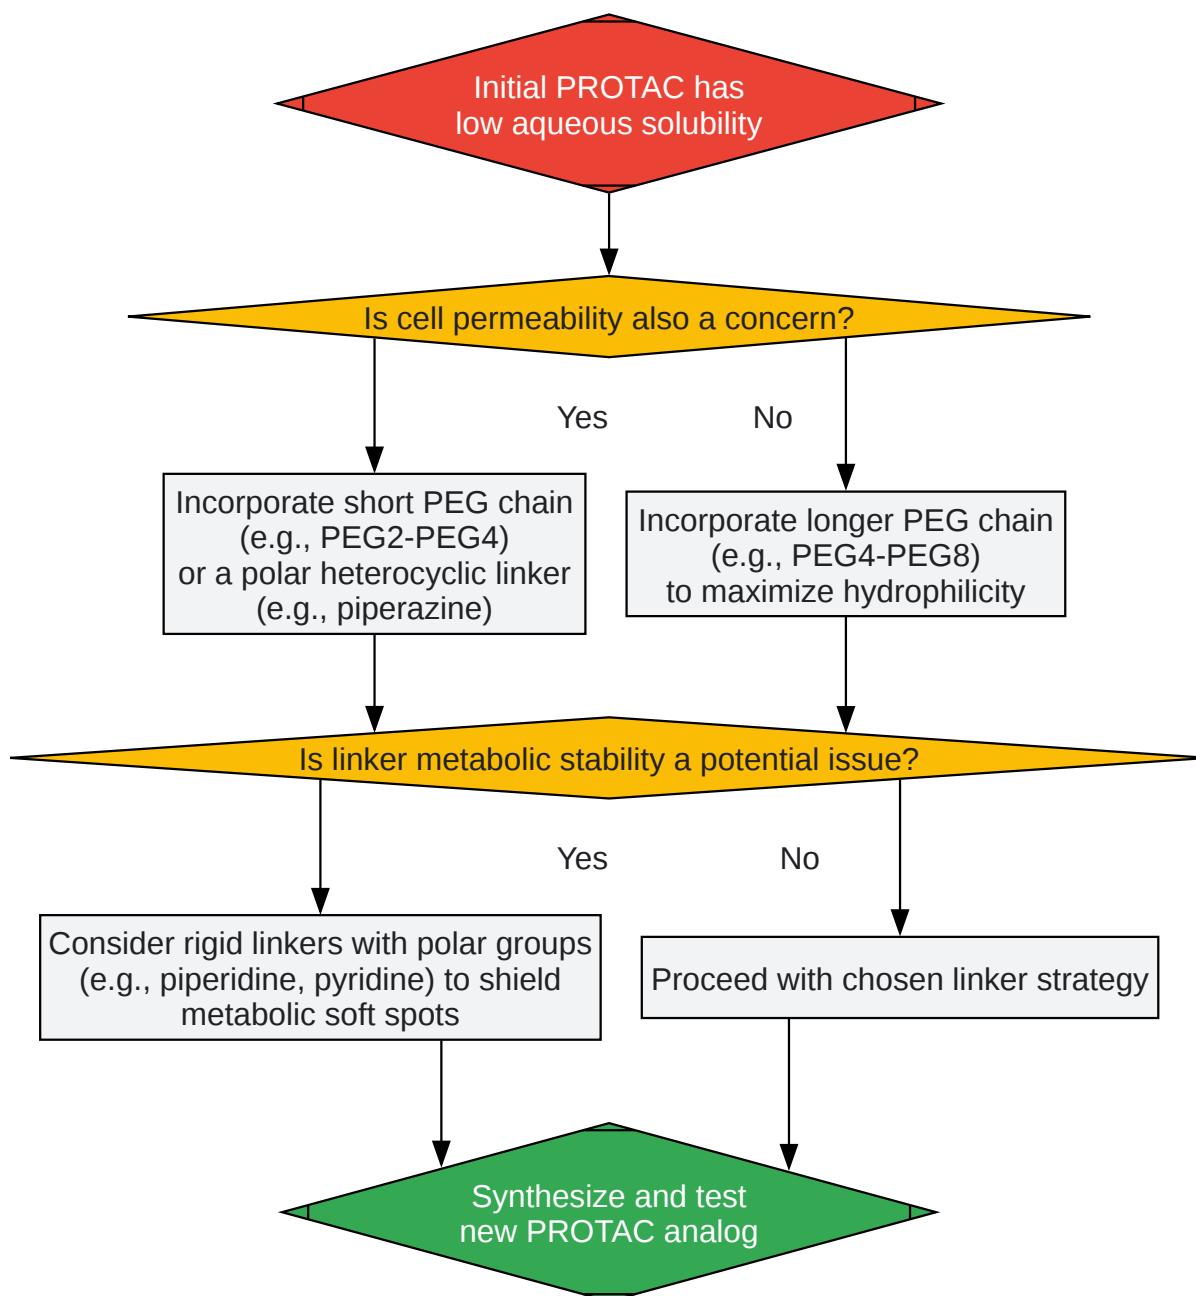 Initial PROTAC has
low aqueous solubility
Is cell permeability also a concern?
Yes
No
Incorporate short PEG chain
(e.g., PEG2-PEG4)
or a polar heterocyclic linker
(e.g., piperazine)
Incorporate longer PEG chain
(e.g., PEG4-PEG8)
to maximize hydrophilicity
Is linker metabolic stability a potential issue?
Yes
No
Consider rigid linkers with polar groups
(e.g., piperidine, pyridine) to shield
metabolic soft spots
Proceed with chosen linker strategy
Synthesize and test
new PROTAC analog